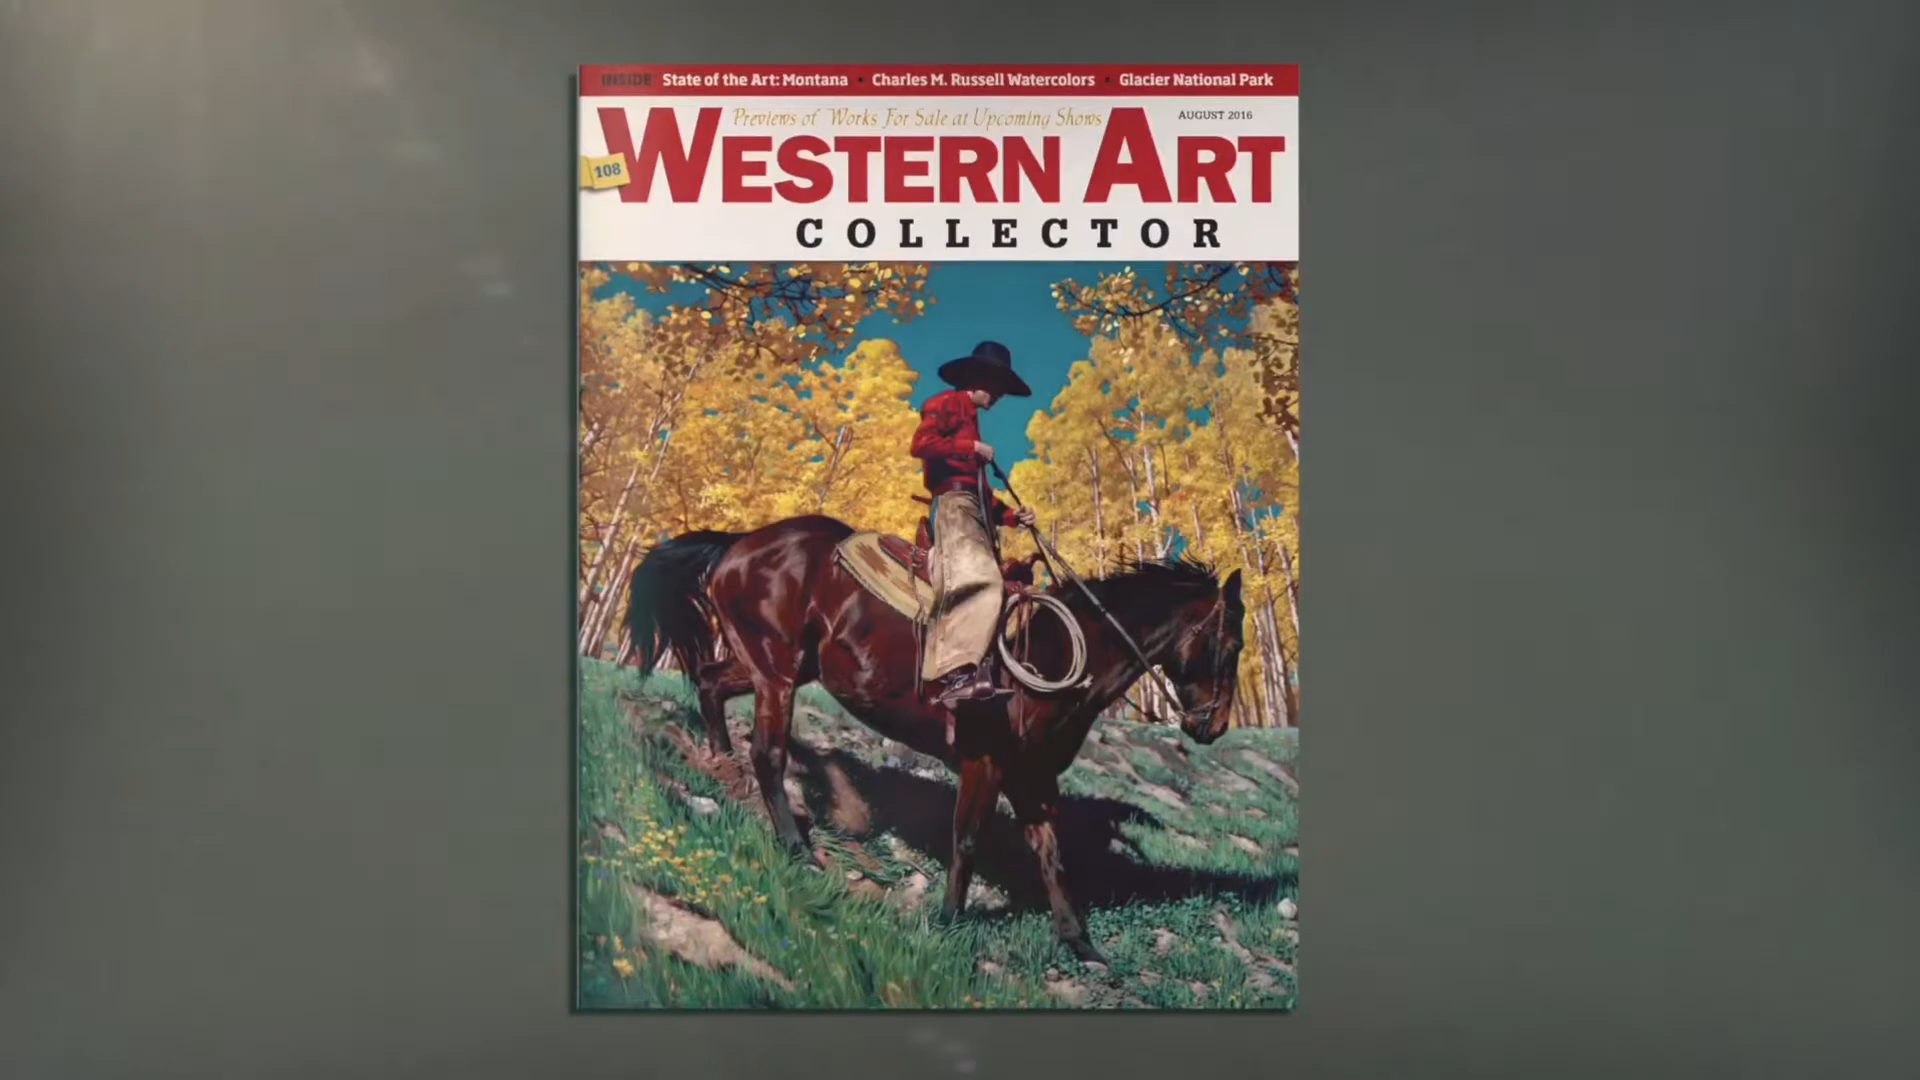 INSIDE State of the Art: Montana • Charles M. Russell Watercolors • Glacier National Park
Previews of Works For Sale at Upcoming Shows
AUGUST 2016
108
WESTERN ART
COLLECTOR